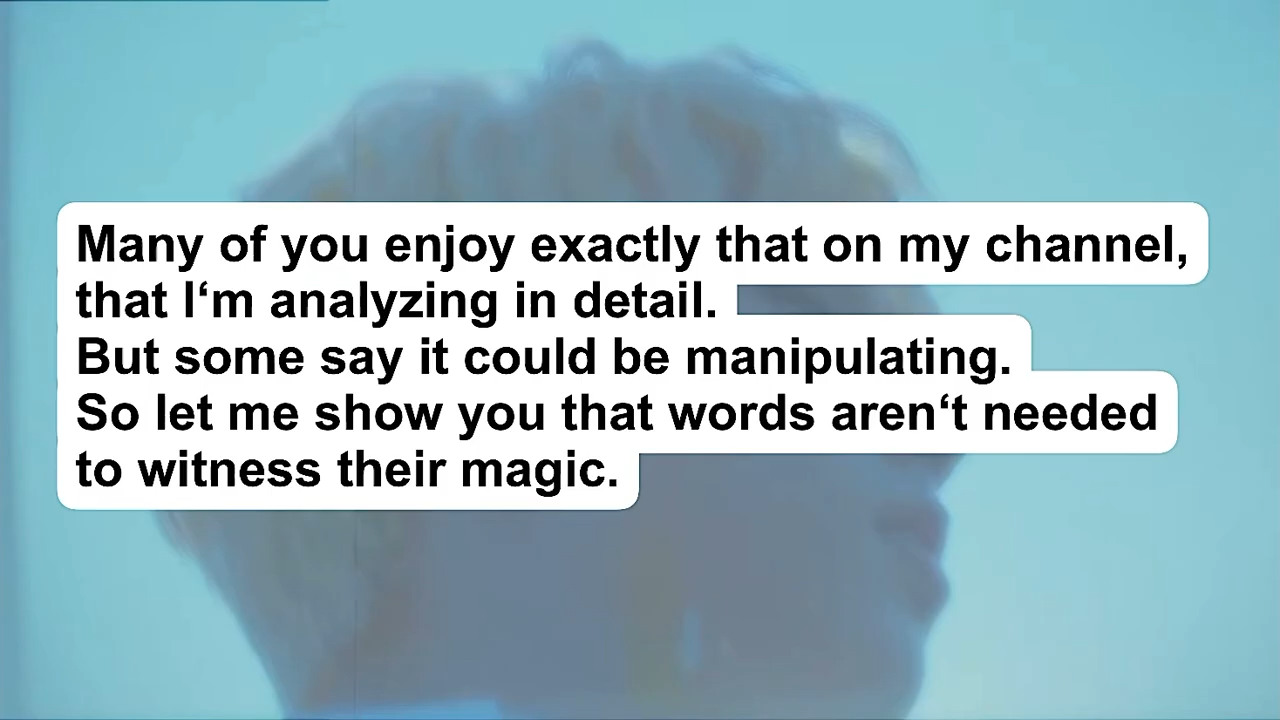 Many of you enjoy exactly that on my channel,
that I‘m analyzing in detail.
But some say it could be manipulating.
So let me show you that words aren‘t needed
to witness their magic.